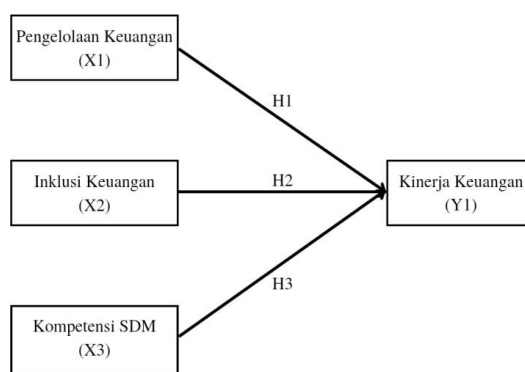 Pengelolaan Keuangan
(X1)
H1
Inklusi Keuangan
(X2)
H2
Kinerja Keuangan
(Y1)
H3
Kompetensi SDM
(X3)